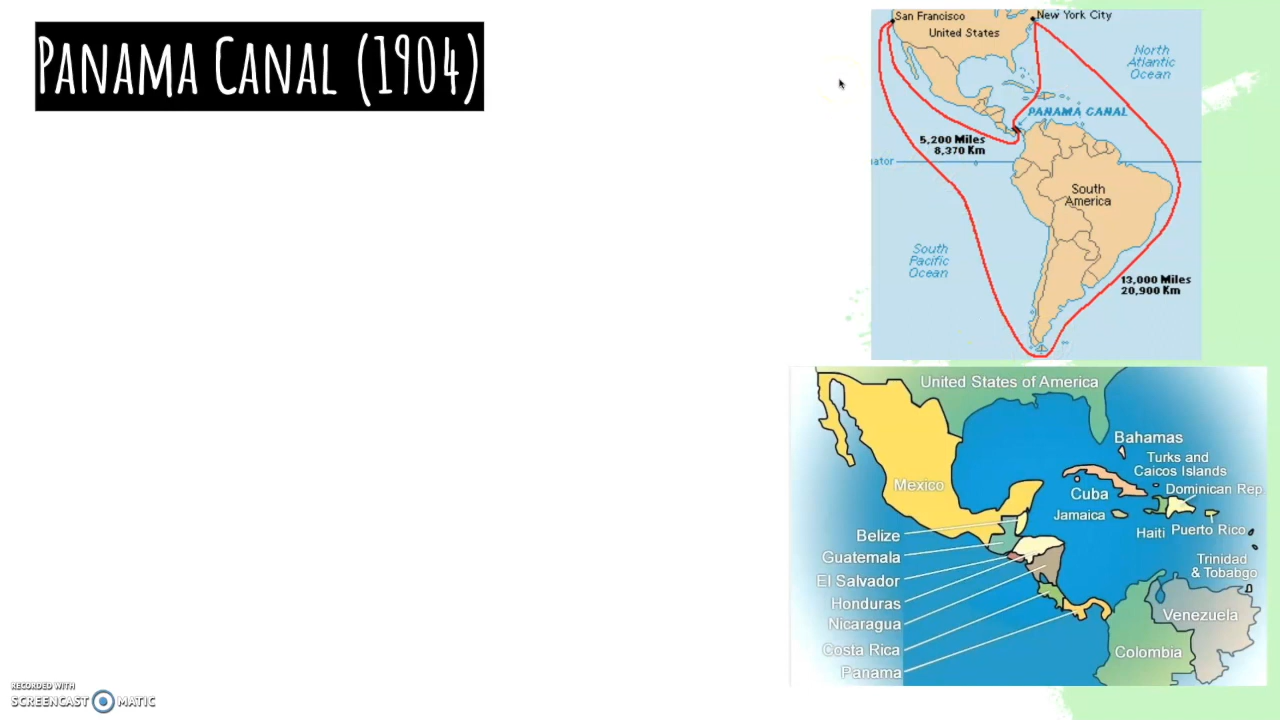 Panama Canal (1904)
San Francisco
New York City
United States
North
Atlantic
Ocean
PANAMA CANAL
5,200 Miles
8,370 Km
ator
South
America
South
Pacific
Ocean
13,000 Miles
20,900 Km
United States of America
Bahamas
Turks and
Caicos Islands
Mexico
Cuba
Dominican Rep.
Jamaica
Haiti
Puerto Rico
Belize
Guatemala
Trinidad
& Tobabgo
El Salvador
Honduras
Venezuela
Nicaragua
Costa Rica
Colombia
Panama
RECORDED WITH
SCREENCAST MATIC